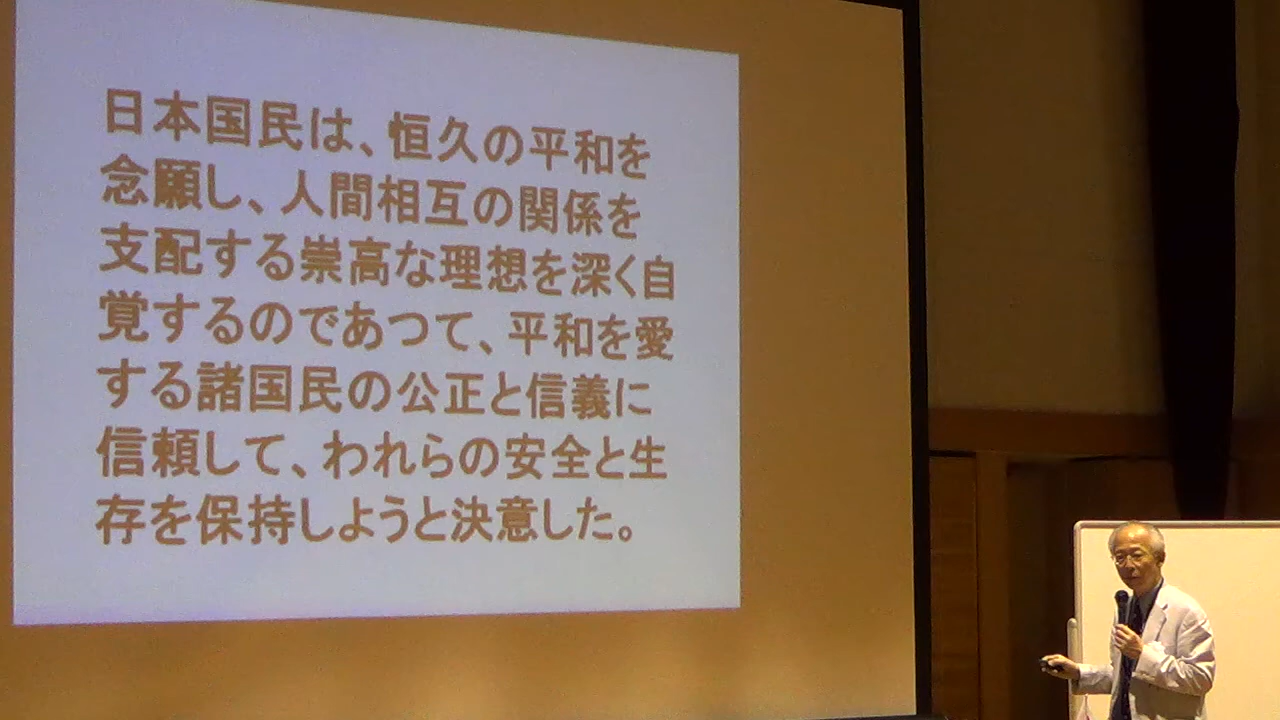 日本国民は、恒久の平和を
念願し、人間相互の関係を
支配する崇高な理想を深く自
覚するのであつて、平和を愛
する諸国民の公正と信義に
信頼して、われらの安全と生
存を保持しようと決意した。